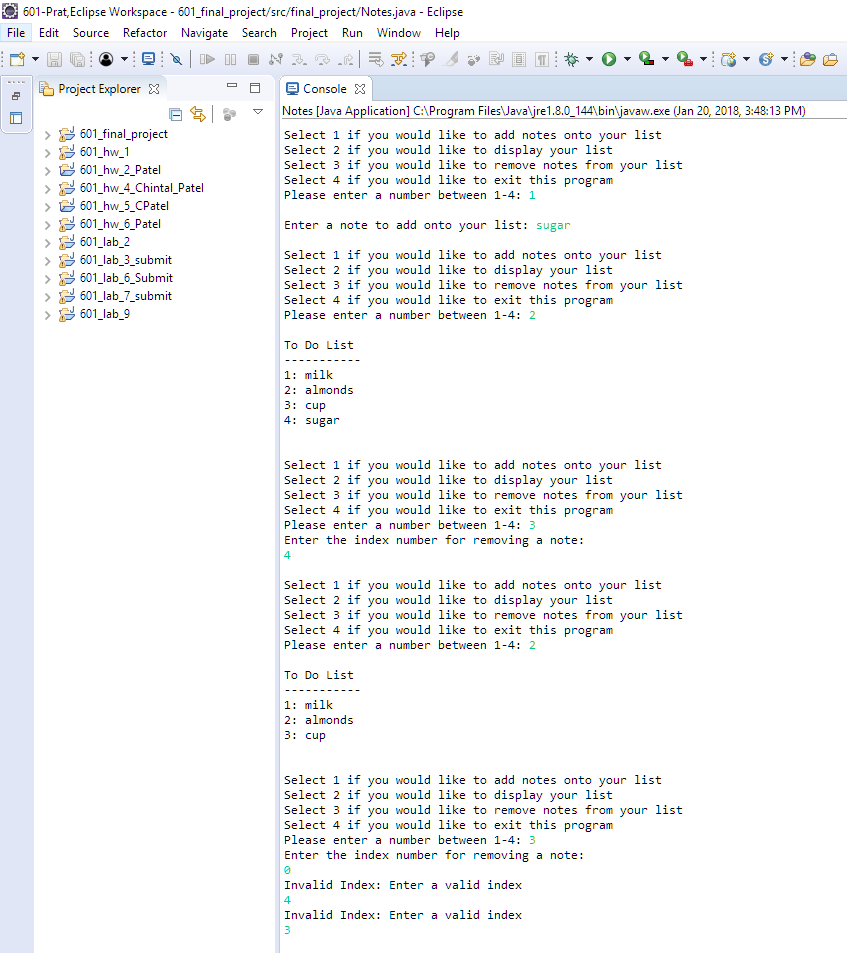 601-Prat,Eclipse Workspace - 601_final_project/src/final_project/Notes.java - Eclipse
File Edit Source Refactor Navigate Search Project Run Window Help
Project Explorer
601_final_project
601_hw_1
601_hw_2_Patel
601_hw_4_Chintal_Patel
601_hw_5_CPatel
601_hw_6_Patel
601_lab_2
601_lab_3_submit
601_lab_6_Submit
601_lab_7_submit
601_lab_9
Console
Notes [Java Application] C:\Program Files\Java\jre1.8.0_144\bin\javaw.exe (Jan 20, 2018, 3:48:13 PM)
Select 1 if you would like to add notes onto your list
Select 2 if you would like to display your list
Select 3 if you would like to remove notes from your list
Select 4 if you would like to exit this program
Please enter a number between 1-4: 1
Enter a note to add onto your list: sugar
Select 1 if you would like to add notes onto your list
Select 2 if you would like to display your list
Select 3 if you would like to remove notes from your list
Select 4 if you would like to exit this program
Please enter a number between 1-4: 2
To Do List
-----------
1: milk
2: almonds
3: cup
4: sugar
Select 1 if you would like to add notes onto your list
Select 2 if you would like to display your list
Select 3 if you would like to remove notes from your list
Select 4 if you would like to exit this program
Please enter a number between 1-4: 3
Enter the index number for removing a note:
4
Select 1 if you would like to add notes onto your list
Select 2 if you would like to display your list
Select 3 if you would like to remove notes from your list
Select 4 if you would like to exit this program
Please enter a number between 1-4: 2
To Do List
-----------
1: milk
2: almonds
3: cup
Select 1 if you would like to add notes onto your list
Select 2 if you would like to display your list
Select 3 if you would like to remove notes from your list
Select 4 if you would like to exit this program
Please enter a number between 1-4: 3
Enter the index number for removing a note:
0
Invalid Index: Enter a valid index
4
Invalid Index: Enter a valid index
3